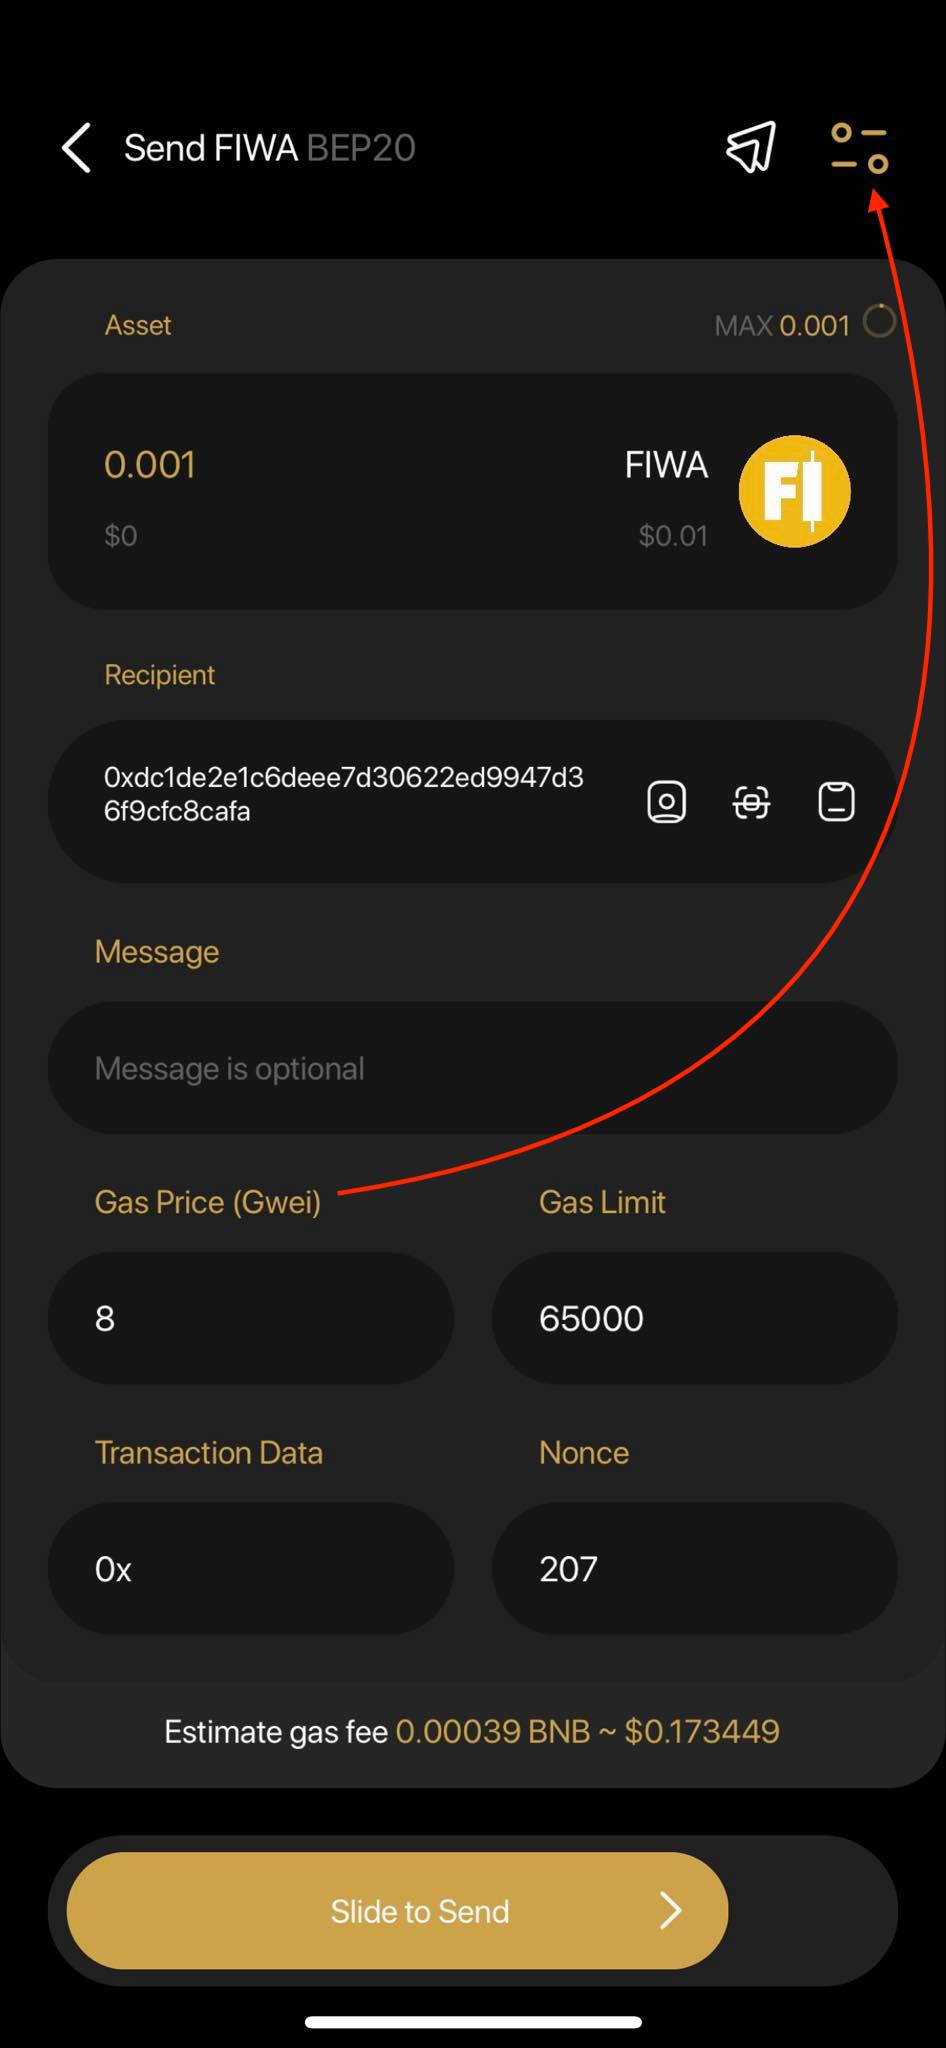 Send FIWA BEP20
Asset
MAX 0.001
0.001
FIWA
$0
$0.01
FI
Recipient
0xdc1de2e1c6deee7d30622ed9947d3
6f9cfc8cafa
Message
Message is optional
Gas Price (Gwei)
Gas Limit
8
65000
Transaction Data
Nonce
0x
207
Estimate gas fee 0.00039 BNB ~ $0.173449
Slide to Send